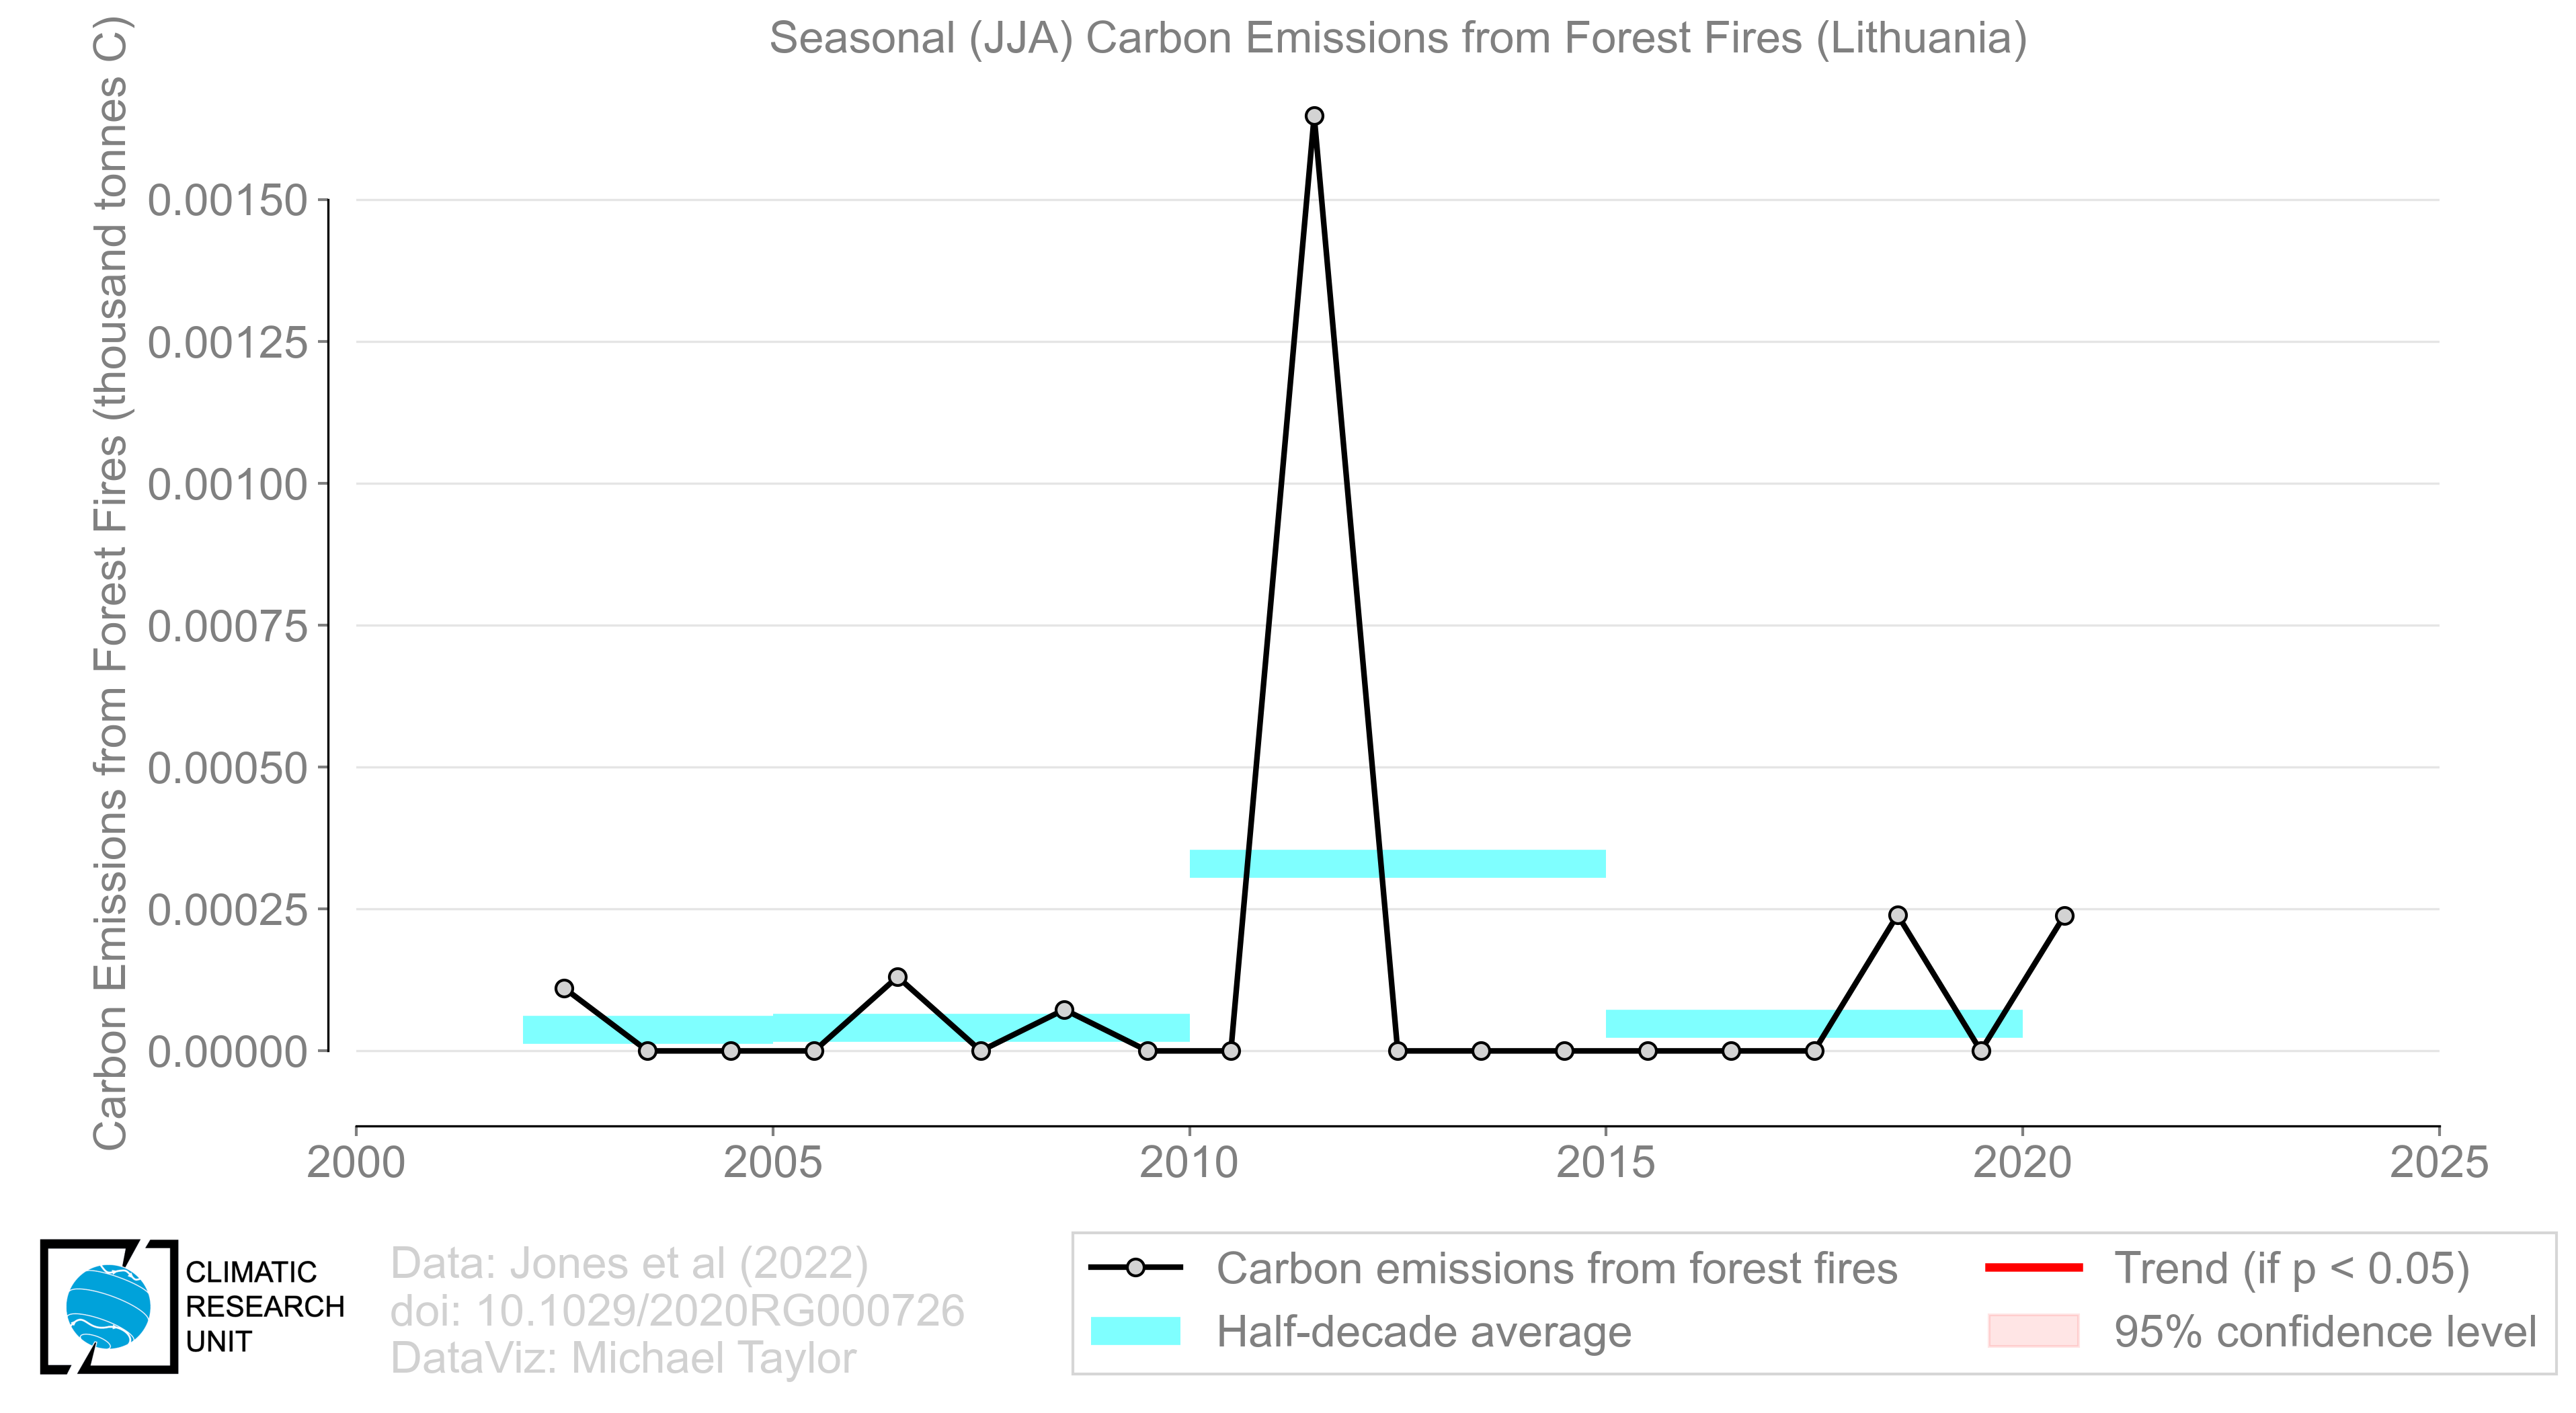 Seasonal (JJA) Carbon Emissions from Forest Fires (Lithuania)
Carbon Emissions from Forest Fires (thousand tonnes C)
0.00150
0.00125
0.00100
0.00075
0.00050
0.00025
0.00000
2000 2005 2010 2015 2020 2025
CLIMATIC
RESEARCH
UNIT
Data: Jones et al (2022)
doi: 10.1029/2020RG000726
DataViz: Michael Taylor
Carbon emissions from forest fires
Half-decade average
Trend (if p < 0.05)
95% confidence level